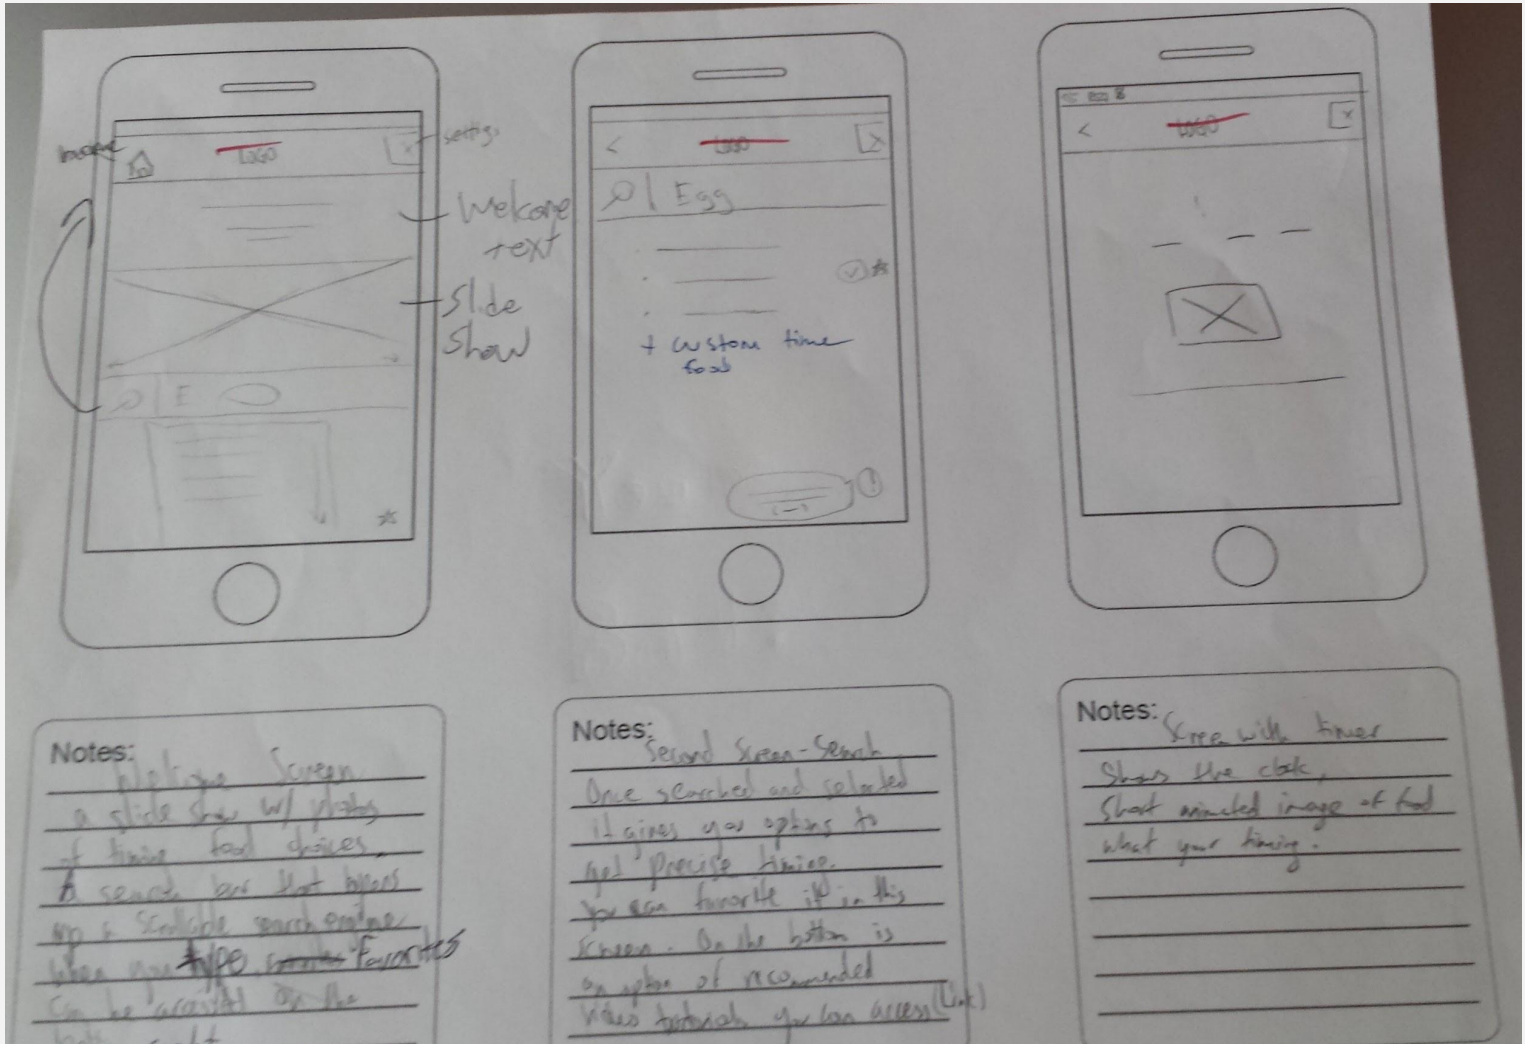 home
LOGO
settigs
Welcome
text
Slide
Show
E
LOGO
Egg
+ custom time
food
LOGO
Egg
Notes:
Welcome Screen
a slide show w/ photos
of timing food choices.
A search bar that opens
up a scrollable search engine
when you type. favorites
can be accessed on the
Notes:
Second Screen - Search
Once searched and selected
it gives you options to
get precise timing.
You can favorite it in this
screen. On the bottom is
an option of recommended
video tutorials you can access (Link)
Notes:
Screen with timer
Shows the clock,
Short animated image of food
what your timing.